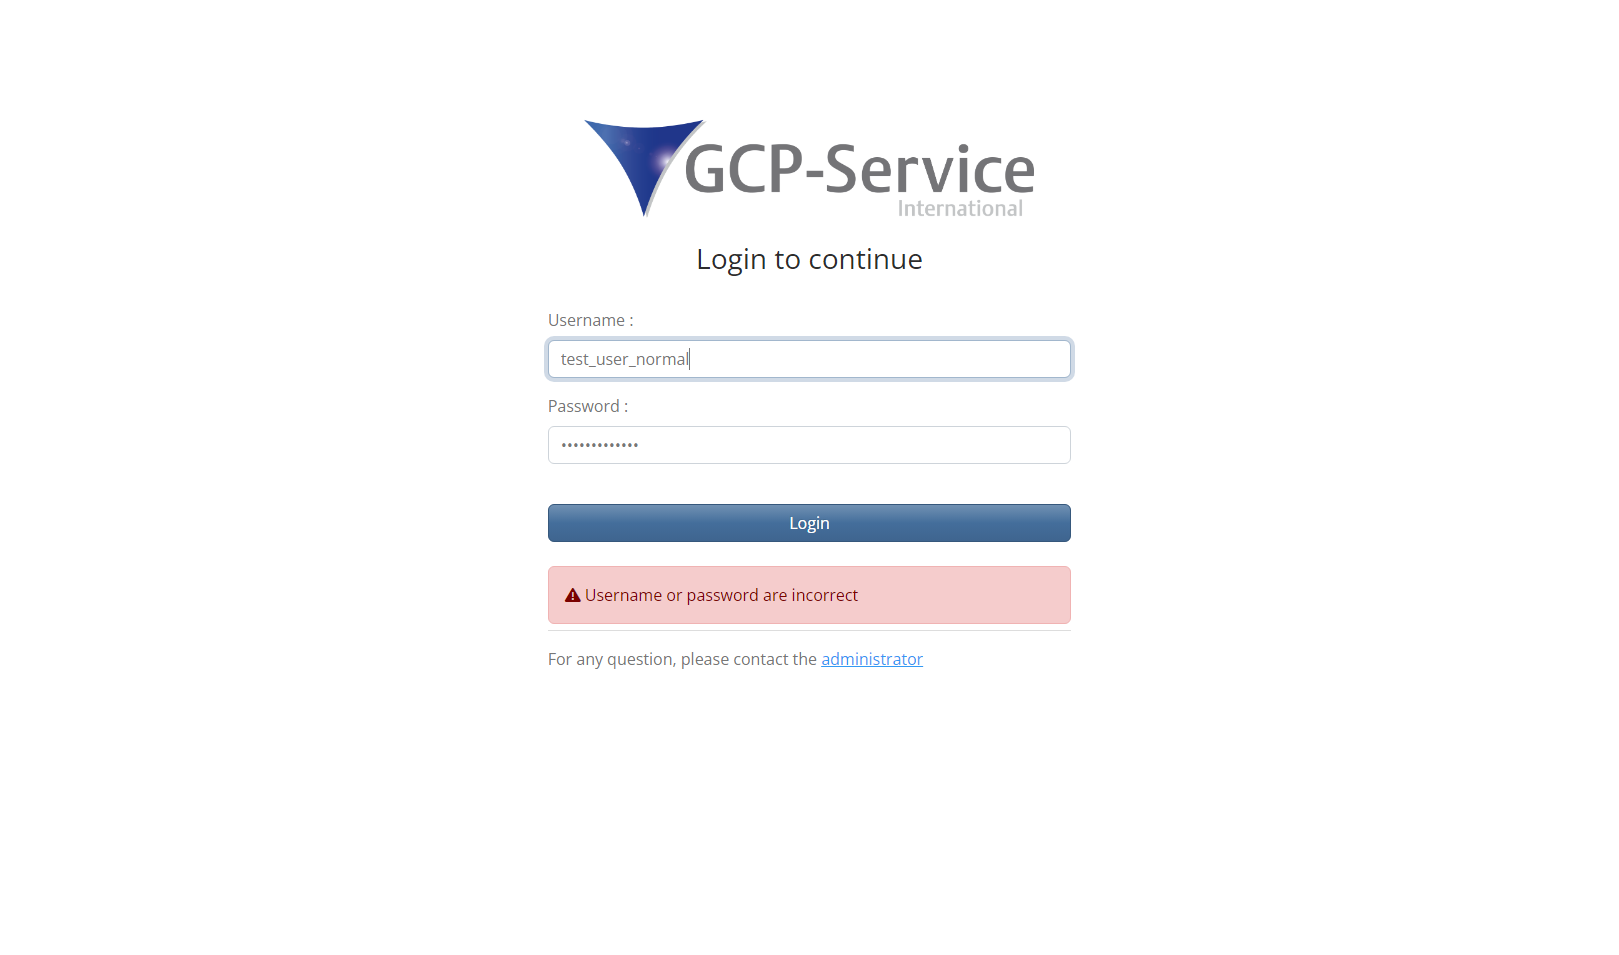 GCP-Service
International
Login to continue
Username :
test_user_normal
Password :
•••••••••••••
Login
Username or password are incorrect
For any question, please contact the administrator